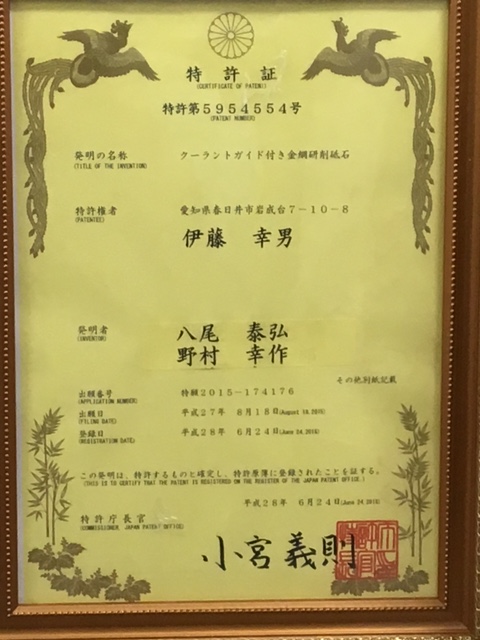 特許証
(CERTIFICATE OF PATENT)
特許第5954554号
(PATENT NUMBER)
発明の名称
(TITLE OF THE INVENTION)
クーラントガイド付き金網研削砥石
特許権者
(PATENTEE)
愛知県春日井市岩成台7-10-8
伊藤 幸男
発明者
(INVENTOR)
八尾 泰弘
野村 幸作
その他別紙記載
出願番号
(APPLICATION NUMBER)
特願2015-174176
出願日
(FILING DATE)
平成27年 8月18日(August 18,2015)
登録日
(REGISTRATION DATE)
平成28年 6月24日(June 24,2016)
この発明は、特許するものと確定し、特許原簿に登録されたことを証する。
(THIS IS TO CERTIFY THAT THE PATENT IS REGISTERED ON THE REGISTER OF THE JAPAN PATENT OFFICE.)
平成28年 6月24日(June 24,2016)
特許庁長官
(COMMISSIONER, JAPAN PATENT OFFICE)
小宮義則